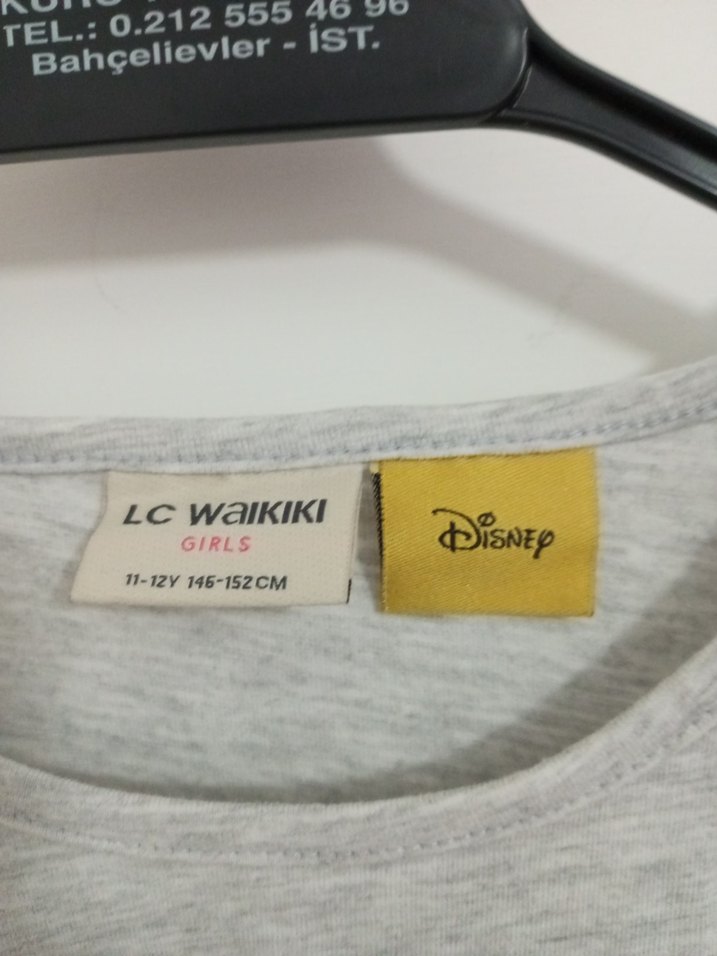 TEL.: 0.212 555 46 96
Bahçelievler - İST.
LC WAIKIKI
GIRLS
11-12Y 146-152CM
Disney